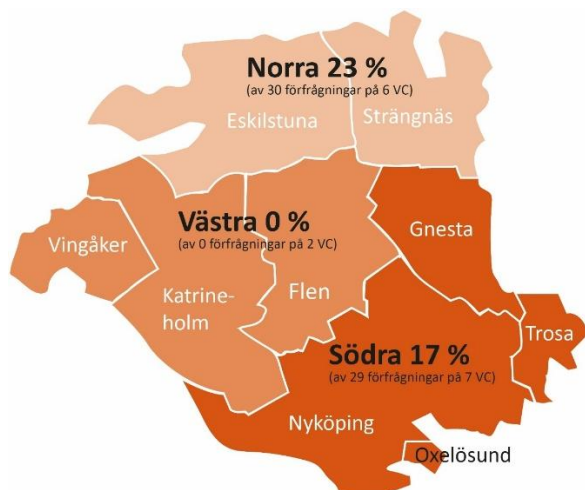 Norra 23 %
(av 30 förfrågningar på 6 VC)
Eskilstuna
Strängnäs
Västra 0 %
(av 0 förfrågningar på 2 VC)
Vingåker
Gnesta
Katrine-
holm
Flen
Trosa
Södra 17 %
(av 29 förfrågningar på 7 VC)
Nyköping
Oxelösund